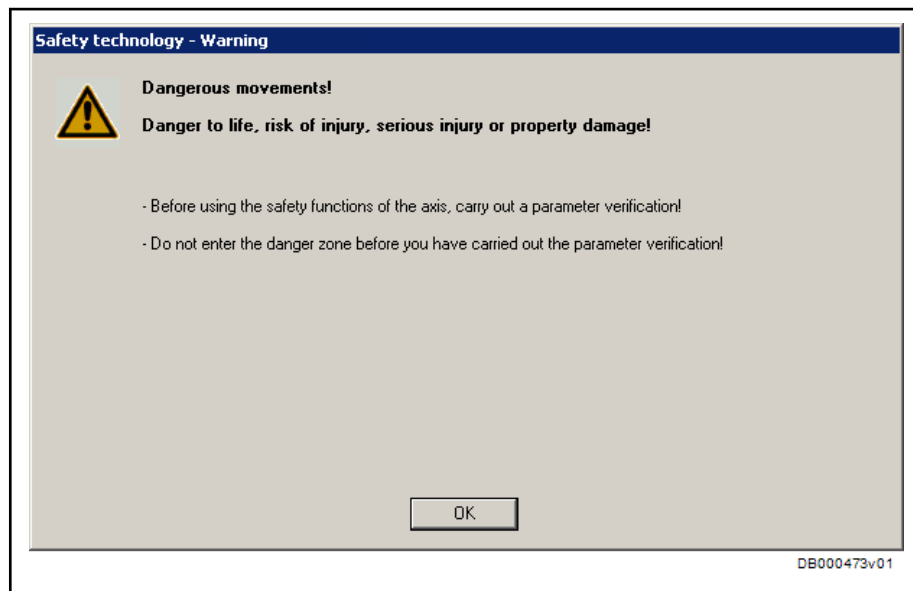 Safety technology - Warning
Dangerous movements!
Danger to life, risk of injury, serious injury or property damage!
- Before using the safety functions of the axis, carry out a parameter verification!
- Do not enter the danger zone before you have carried out the parameter verification!
OK
DB000473v01